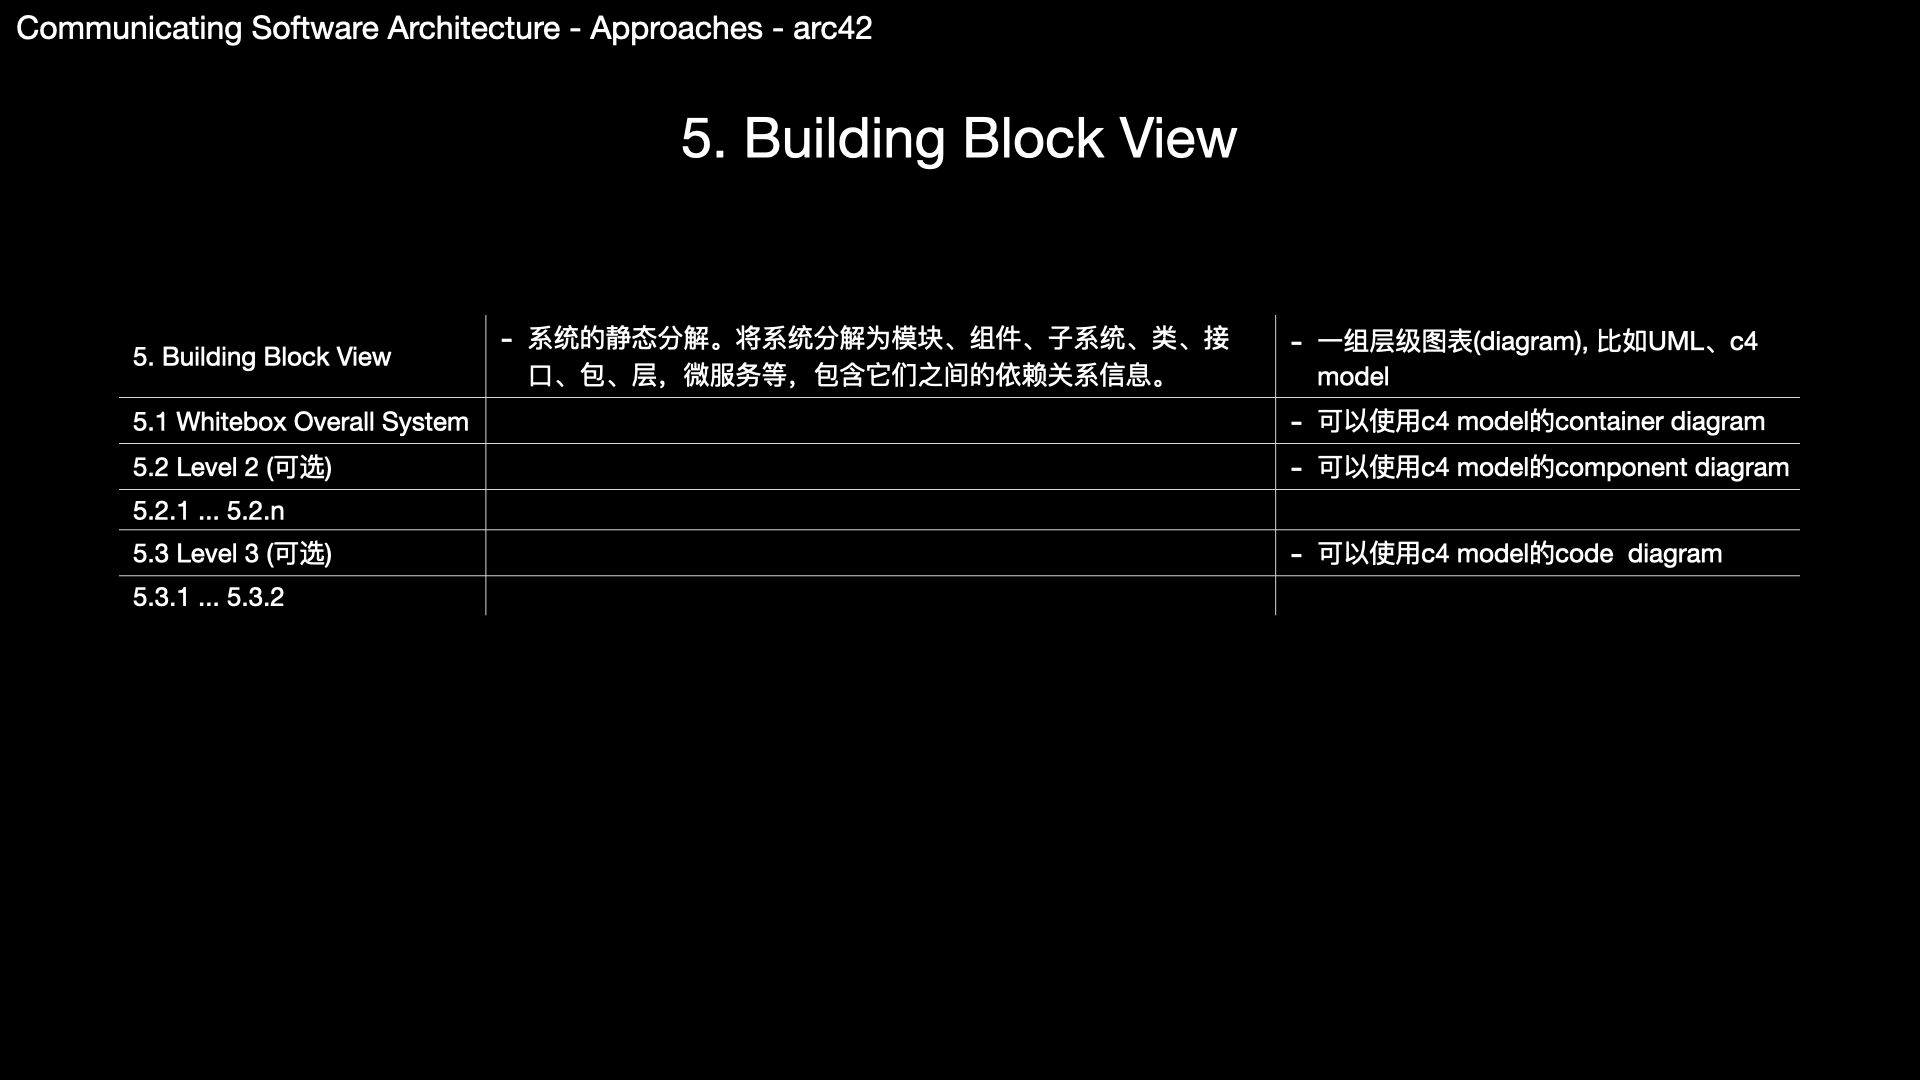 Communicating Software Architecture - Approaches - arc42
5. Building Block View
5. Building Block View
- 系统的静态分解。将系统分解为模块、组件、子系统、类、接
口、包、层，微服务等，包含它们之间的依赖关系信息。
- 一组层级图表(diagram), 比如UML、c4
model
5.1 Whitebox Overall System
- 可以使用c4 model的container diagram
5.2 Level 2 (可选)
- 可以使用c4 model的component diagram
5.2.1 ... 5.2.n
5.3 Level 3 (可选)
- 可以使用c4 model的code  diagram
5.3.1 ... 5.3.2